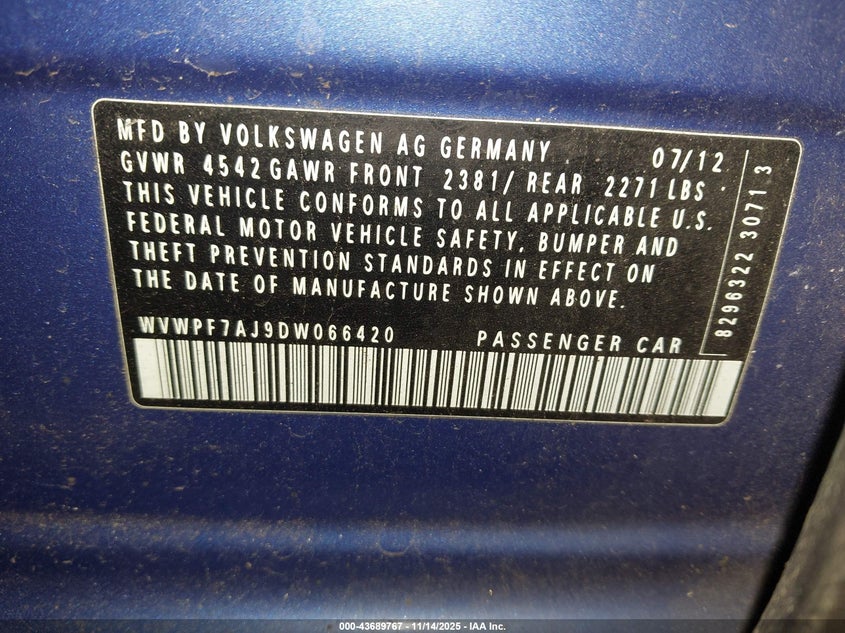 MFD BY VOLKSWAGEN AG GERMANY 07/12
GVWR 4542 GAWR FRONT 2381/ REAR 2271 LBS
THIS VEHICLE CONFORMS TO ALL APPLICABLE U.S.
FEDERAL MOTOR VEHICLE SAFETY, BUMPER AND
THEFT PREVENTION STANDARDS IN EFFECT ON
THE DATE OF MANUFACTURE SHOWN ABOVE.
WVWPF7AJ9DW066420 PASSENGER CAR
8296322 3071 3
000-43689767 - 11/14/2025 - IAA Inc.